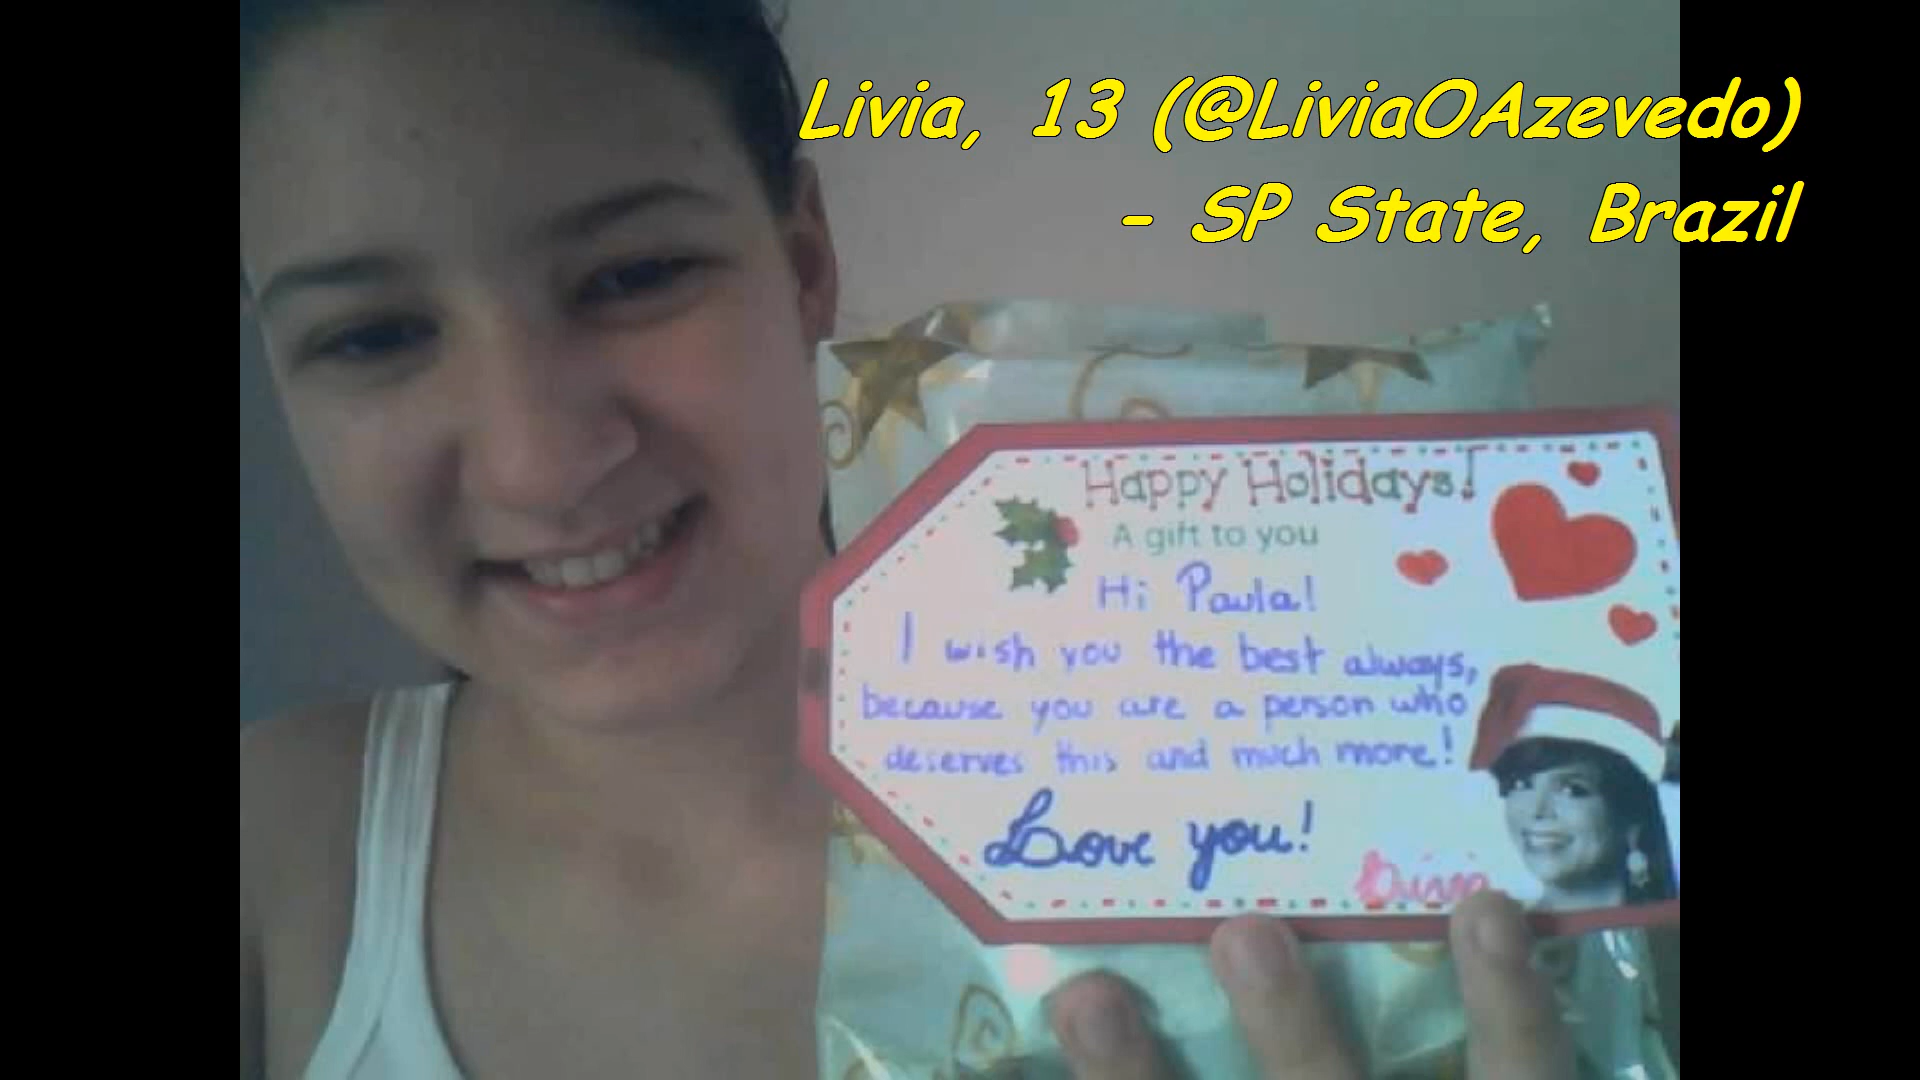 Livia, 13 (@LiviaOAzevedo)
- SP State, Brazil
Happy Holidays!
A gift to you
Hi Paula!
I wish you the best always,
because you are a person who
deserves this and much more!
Love you!